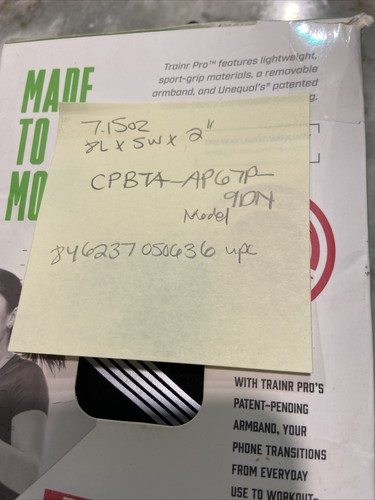 Trainr Pro™ features lightweight,
sport-grip materials, a removable
armband, and Unequal's® patented
MADE
TO
MO
7.15oz
8L x 5W x 2"
CPBTA-AP67P-
9DN
Model
846237050636 upc
WITH TRAINR PRO'S
PATENT-PENDING
ARMBAND, YOUR
PHONE TRANSITIONS
FROM EVERYDAY
USE TO WORKOUT-